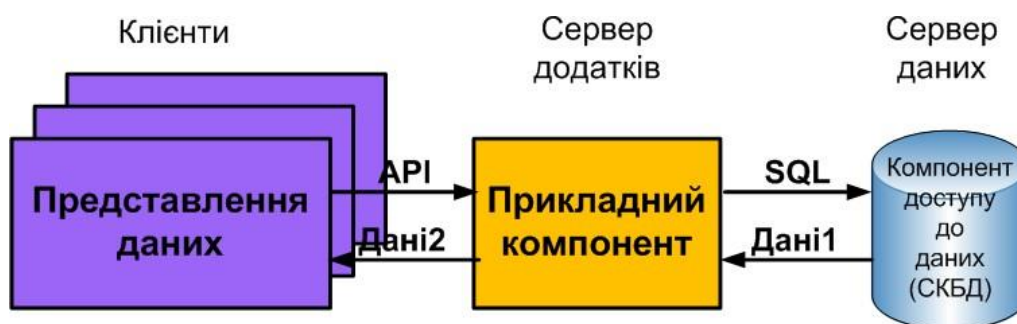 Клієнти
Сервер
додатків
Сервер
даних
Представлення
даних
API
Дані2
Прикладний
компонент
SQL
Дані1
Компонент
доступу
до
даних
(СКБД)